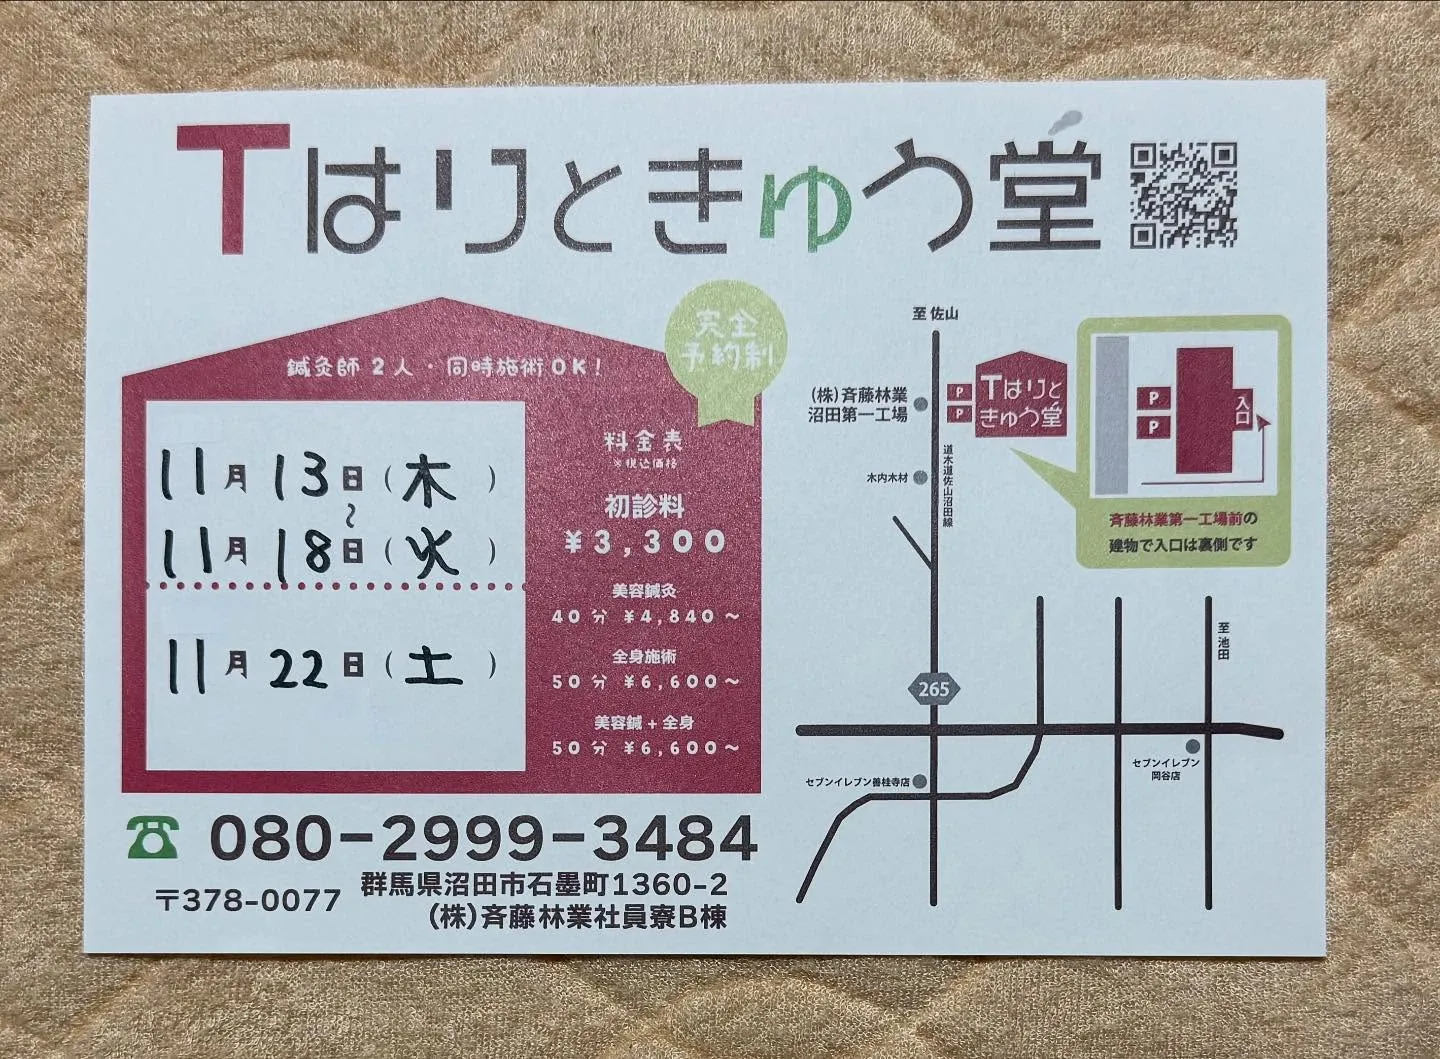 Tはりときゅう堂
鍼灸師2人・同時施術OK!
完全
予約制
11月13日(木)
~
11月18日(火)
11月22日(土)
料金表
※税込価格
初診料
¥3,300
美容鍼灸
40分 ¥4,840~
全身施術
50分 ¥6,600~
美容鍼+全身
50分 ¥6,600~
080-2999-3484
〒378-0077
群馬県沼田市石墨町1360-2
(株)斉藤林業社員寮B棟
至 佐山
(株)斉藤林業
沼田第一工場
P
P
Tはりと
きゅう堂
木内木材
道木道佐山沼田線
P
P
入口
斉藤林業第一工場前の
建物で入口は裏側です
265
至 池田
セブンイレブン
岡谷店
セブンイレブン善桂寺店